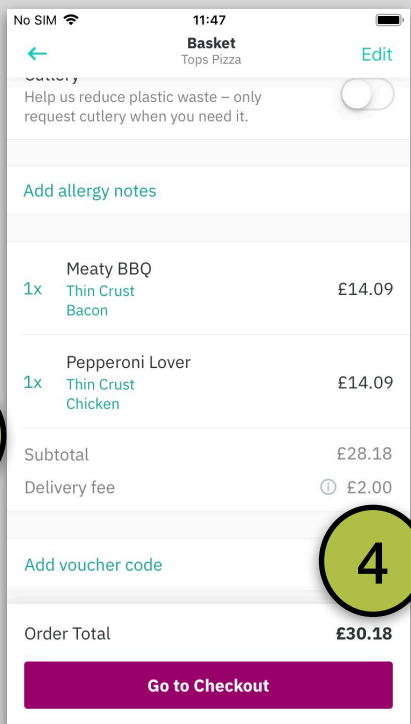 No SIM 11:47
Basket
Tops Pizza
Edit
Cutlery
Help us reduce plastic waste – only
request cutlery when you need it.
Add allergy notes
Meaty BBQ
1x Thin Crust £14.09
Bacon
Pepperoni Lover
1x Thin Crust £14.09
Chicken
Subtotal £28.18
Delivery fee £2.00
Add voucher code
4
Order Total £30.18
Go to Checkout